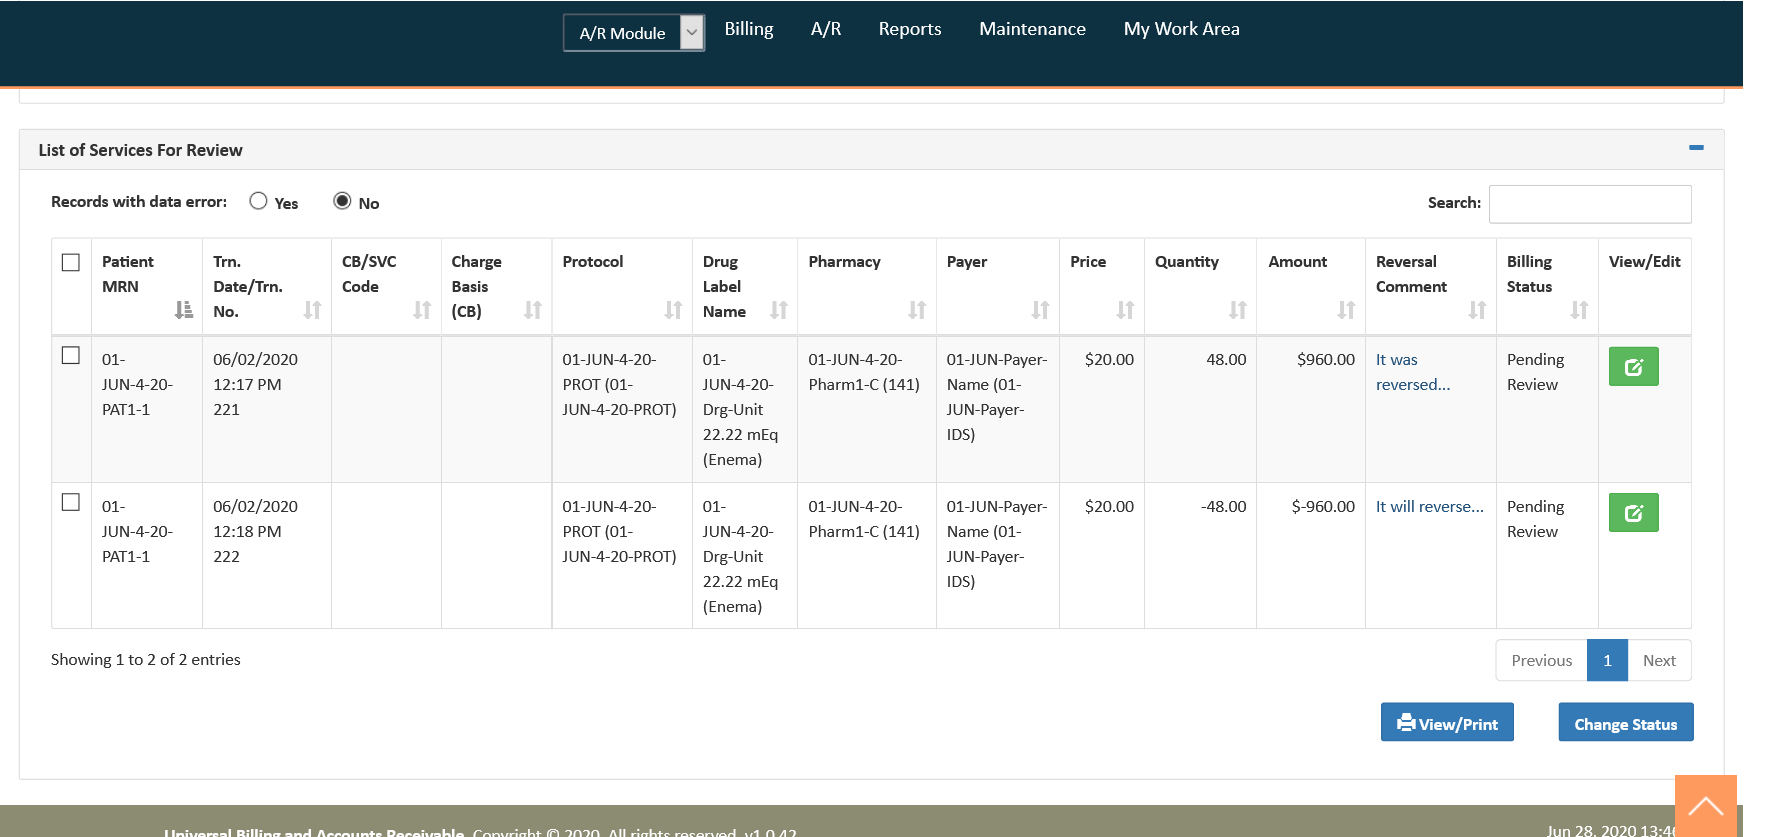 A/R Module Billing A/R Reports Maintenance My Work Area
List of Services For Review
Records with data error: Yes No Search:
Patient MRN
Trn. Date/Trn. No.
CB/SVC Code
Charge Basis (CB)
Protocol
Drug Label Name
Pharmacy
Payer
Price
Quantity
Amount
Reversal Comment
Billing Status
View/Edit
01-
JUN-4-20-
PAT1-1
06/02/2020
12:17 PM
221
01-JUN-4-20-
PROT (01-
JUN-4-20-PROT)
01-
JUN-4-20-
Drg-Unit
22.22 mEq
(Enema)
01-JUN-4-20-
Pharm1-C (141)
01-JUN-Payer-
Name (01-
JUN-Payer-
IDS)
$20.00
48.00
$960.00
It was
reversed...
Pending
Review
01-
JUN-4-20-
PAT1-1
06/02/2020
12:18 PM
222
01-JUN-4-20-
PROT (01-
JUN-4-20-PROT)
01-
JUN-4-20-
Drg-Unit
22.22 mEq
(Enema)
01-JUN-4-20-
Pharm1-C (141)
01-JUN-Payer-
Name (01-
JUN-Payer-
IDS)
$20.00
-48.00
$-960.00
It will reverse...
Pending
Review
Showing 1 to 2 of 2 entries
Previous 1 Next
View/Print Change Status
Universal Billing and Accounts Receivable Copyright © 2020. All rights reserved. v1.0.42
Jun 28, 2020